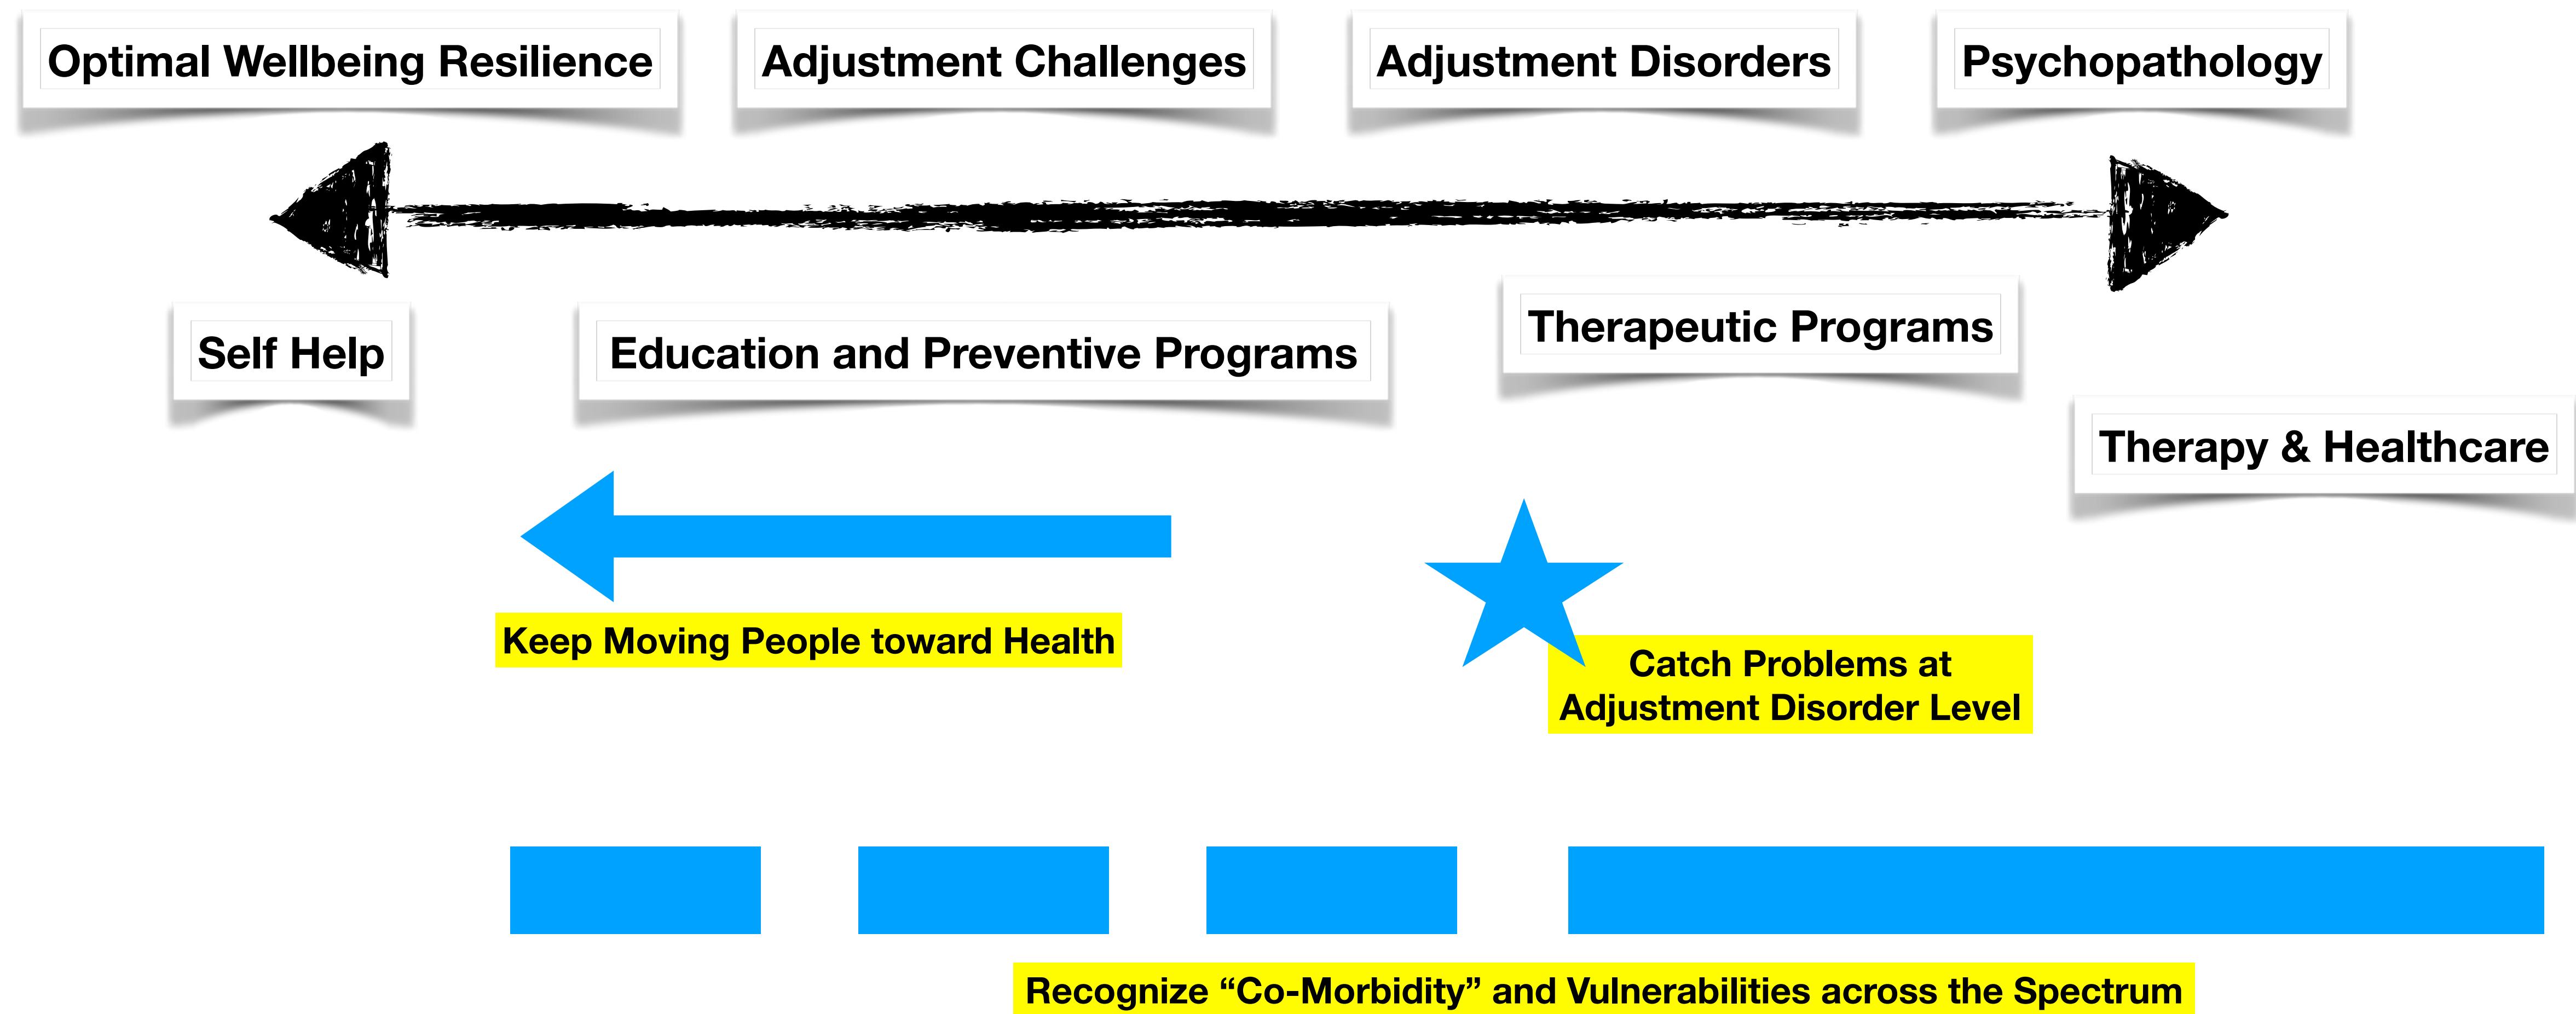 Optimal Wellbeing Resilience
Adjustment Challenges
Adjustment Disorders
Psychopathology
Self Help
Education and Preventive Programs
Therapeutic Programs
Therapy & Healthcare
Keep Moving People toward Health
Catch Problems at
Adjustment Disorder Level
Recognize “Co-Morbidity” and Vulnerabilities across the Spectrum